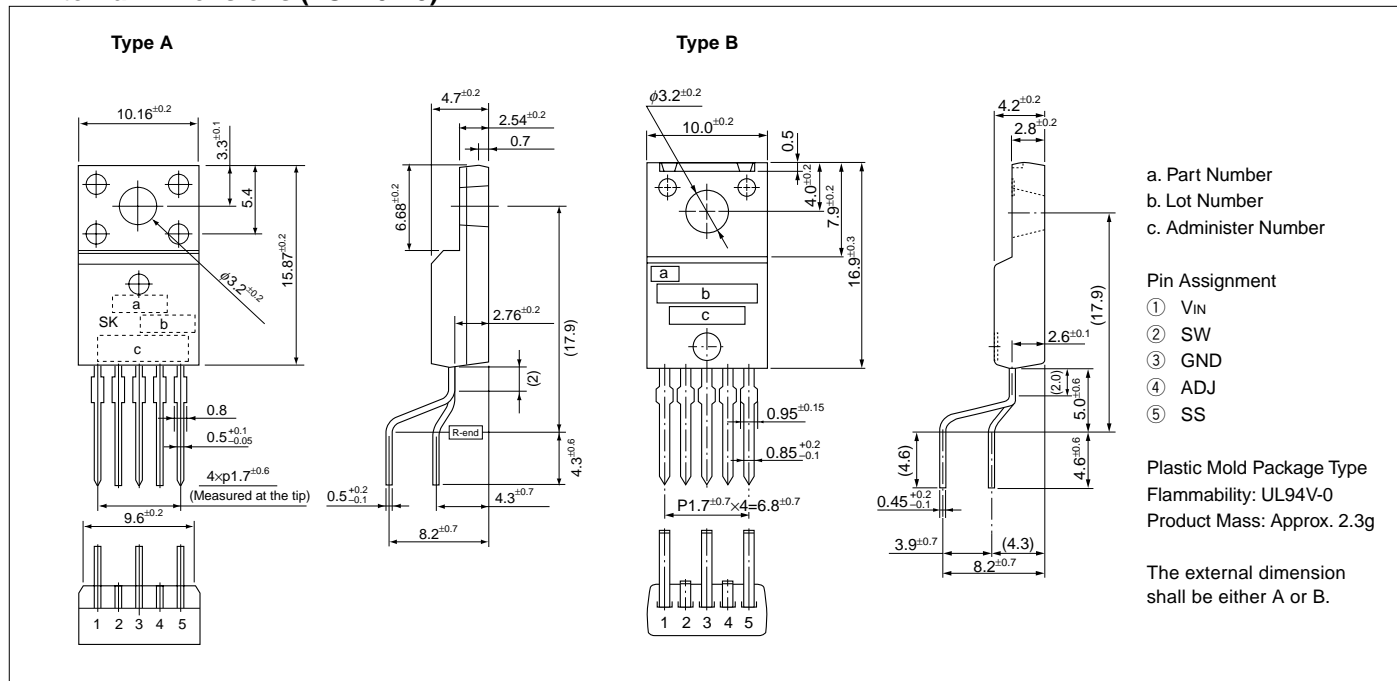 Type A
10.16±0.2
3.3±0.1
5.4
15.87±0.2
φ3.2±0.2
a
SK
b
c
0.8
0.5+0.1−0.05
4×p1.7±0.6
(Measured at the tip)
9.6±0.2
1 2 3 4 5
4.7±0.2
2.54±0.2
0.7
6.68±0.2
2.76±0.2
(17.9)
(2)
R-end
4.3±0.6
0.5+0.2−0.1
4.3±0.7
8.2±0.7
Type B
φ3.2±0.2
10.0±0.2
0.5
4.0±0.2
7.9±0.2
16.9±0.3
a
b
c
0.95±0.15
0.85+0.2−0.1
P1.7±0.7×4=6.8±0.7
1 2 3 4 5
4.2±0.2
2.8±0.2
(17.9)
2.6±0.1
(2.0)
5.0±0.6
(4.6)
4.6±0.6
0.45+0.2−0.1
3.9±0.7
(4.3)
8.2±0.7
a. Part Number
b. Lot Number
c. Administer Number
Pin Assignment
① VIN
② SW
③ GND
④ ADJ
⑤ SS
Plastic Mold Package Type
Flammability: UL94V-0
Product Mass: Approx. 2.3g
The external dimension
shall be either A or B.